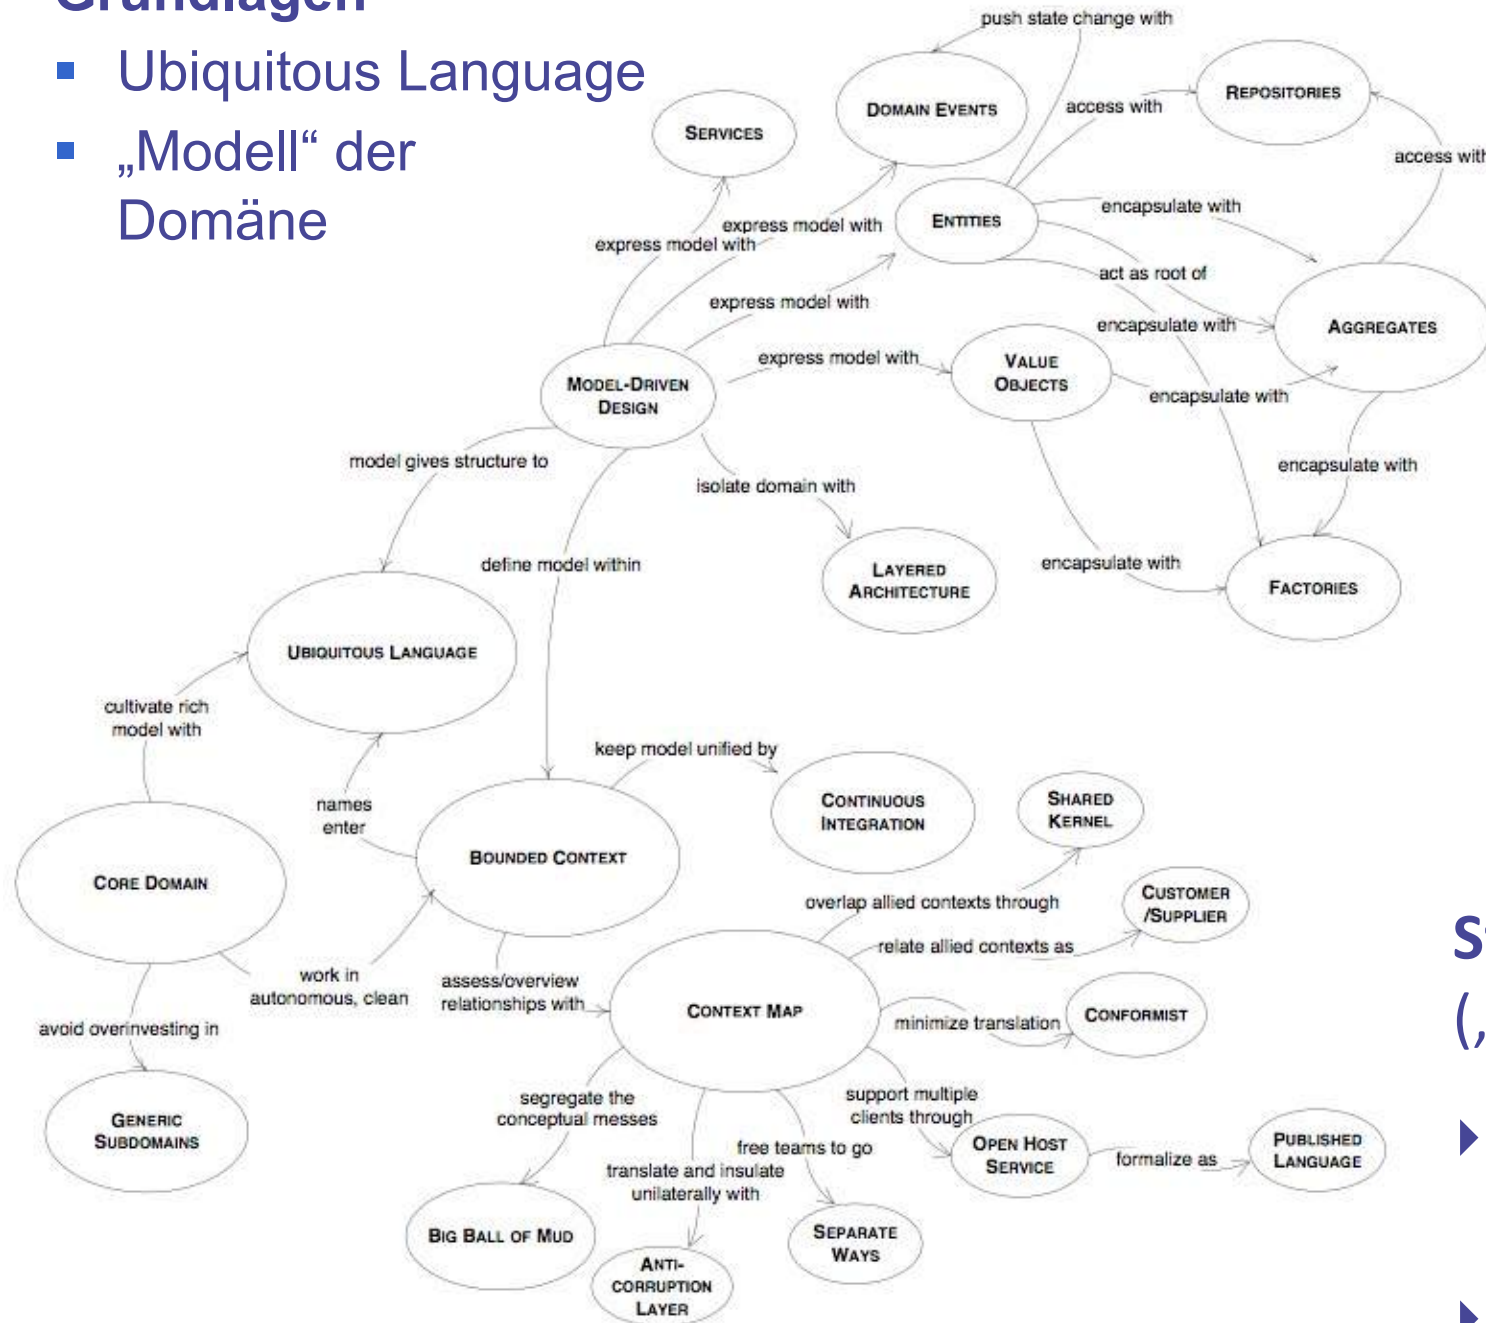 Grundlagen
Ubiquitous Language
„Modell“ der
Domäne
push state change with
DOMAIN EVENTS
access with
REPOSITORIES
SERVICES
access with
ENTITIES
encapsulate with
express model with
express model with
act as root of
express model with
encapsulate with
AGGREGATES
express model with
VALUE
OBJECTS
encapsulate with
MODEL-DRIVEN
DESIGN
model gives structure to
isolate domain with
encapsulate with
define model within
LAYERED
ARCHITECTURE
encapsulate with
FACTORIES
UBIQUITOUS LANGUAGE
cultivate rich
model with
keep model unified by
names
enter
CONTINUOUS
INTEGRATION
SHARED
KERNEL
CORE DOMAIN
BOUNDED CONTEXT
overlap allied contexts through
CUSTOMER
/SUPPLIER
relate allied contexts as
work in
autonomous, clean
assess/overview
relationships with
CONTEXT MAP
minimize translation
CONFORMIST
avoid overinvesting in
segregate the
conceptual messes
support multiple
clients through
GENERIC
SUBDOMAINS
free teams to go
translate and insulate
unilaterally with
OPEN HOST
SERVICE
formalize as
PUBLISHED
LANGUAGE
BIG BALL OF MUD
ANTI-
CORRUPTION
LAYER
SEPARATE
WAYS